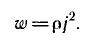 w = ρj².